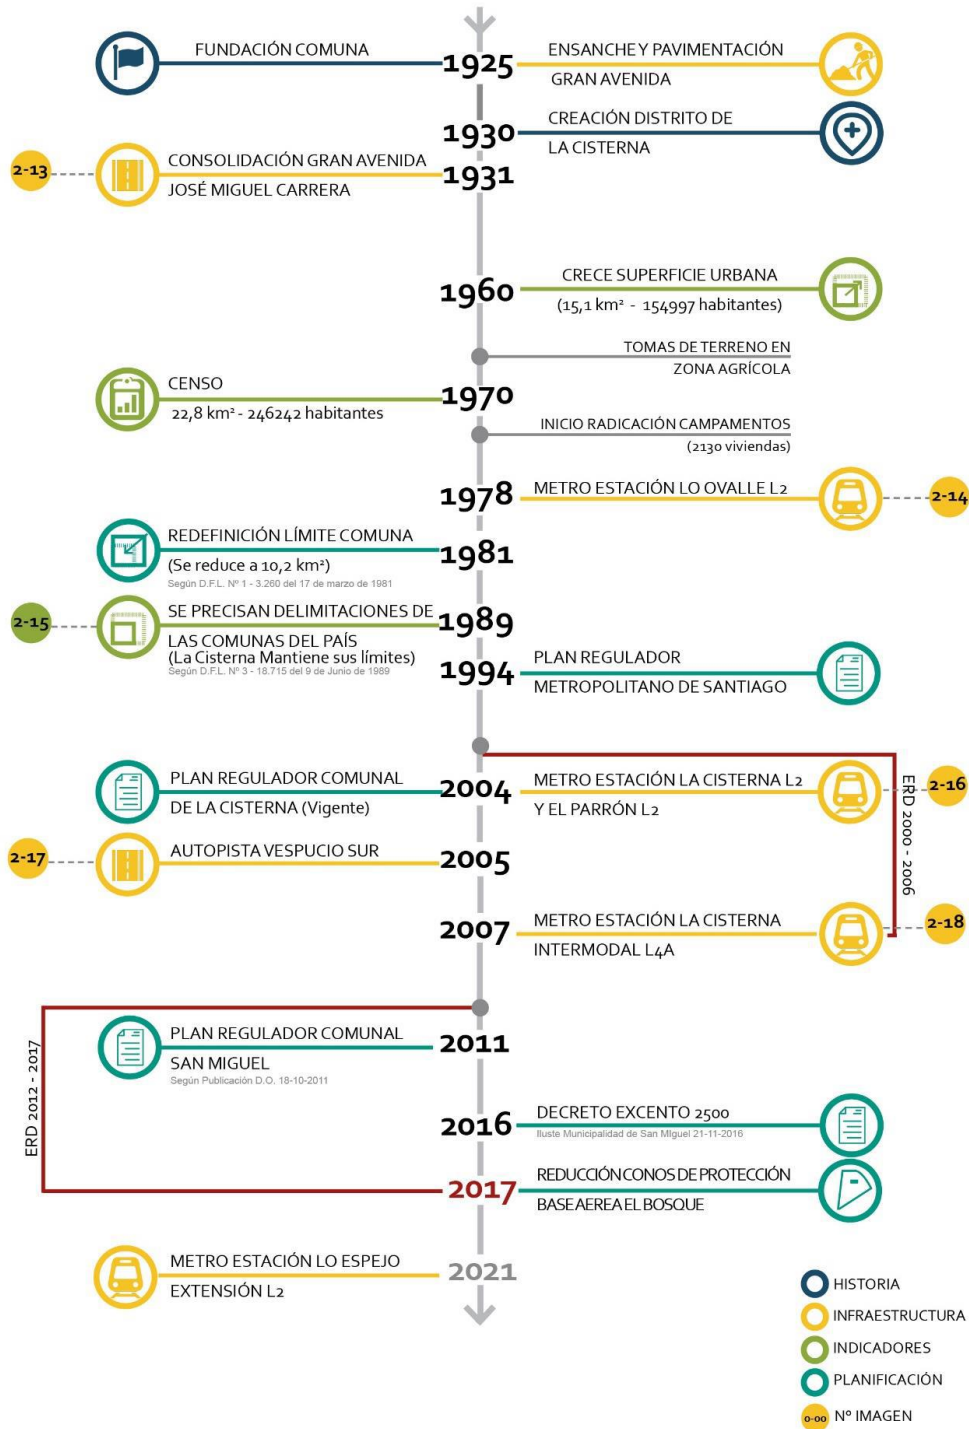 FUNDACIÓN COMUNA
1925
ENSANCHE Y PAVIMENTACIÓN
GRAN AVENIDA
1930
CREACIÓN DISTRITO DE
LA CISTERNA
2-13
CONSOLIDACIÓN GRAN AVENIDA
JOSÉ MIGUEL CARRERA
1931
1960
CRECE SUPERFICIE URBANA
(15,1 km² - 154997 habitantes)
TOMAS DE TERRENO EN
ZONA AGRÍCOLA
CENSO
22,8 km² - 246242 habitantes
1970
INICIO RADICACIÓN CAMPAMENTOS
(2130 viviendas)
1978
METRO ESTACIÓN LO OVALLE L2
2-14
REDEFINICIÓN LÍMITE COMUNA
(Se reduce a 10,2 km²)
Según D.F.L. Nº 1 - 3.260 del 17 de marzo de 1981
1981
2-15
SE PRECISAN DELIMITACIONES DE
LAS COMUNAS DEL PAÍS
(La Cisterna Mantiene sus límites)
Según D.F.L. Nº 3 - 18.715 del 9 de Junio de 1989
1989
1994
PLAN REGULADOR
METROPOLITANO DE SANTIAGO
PLAN REGULADOR COMUNAL
DE LA CISTERNA (Vigente)
2004
METRO ESTACIÓN LA CISTERNA L2
Y EL PARRÓN L2
2-16
ERD 2000 - 2006
2-17
AUTOPISTA VESPUCIO SUR
2005
2007
METRO ESTACIÓN LA CISTERNA
INTERMODAL L4A
2-18
ERD 2012 - 2017
PLAN REGULADOR COMUNAL
SAN MIGUEL
Según Publicación D.O. 18-10-2011
2011
2016
DECRETO EXCENTO 2500
Iluste Municipalidad de San MIguel 21-11-2016
2017
REDUCCIÓN CONOS DE PROTECCIÓN
BASE AEREA EL BOSQUE
METRO ESTACIÓN LO ESPEJO
EXTENSIÓN L2
2021
HISTORIA
INFRAESTRUCTURA
INDICADORES
PLANIFICACIÓN
0-00 Nº IMAGEN